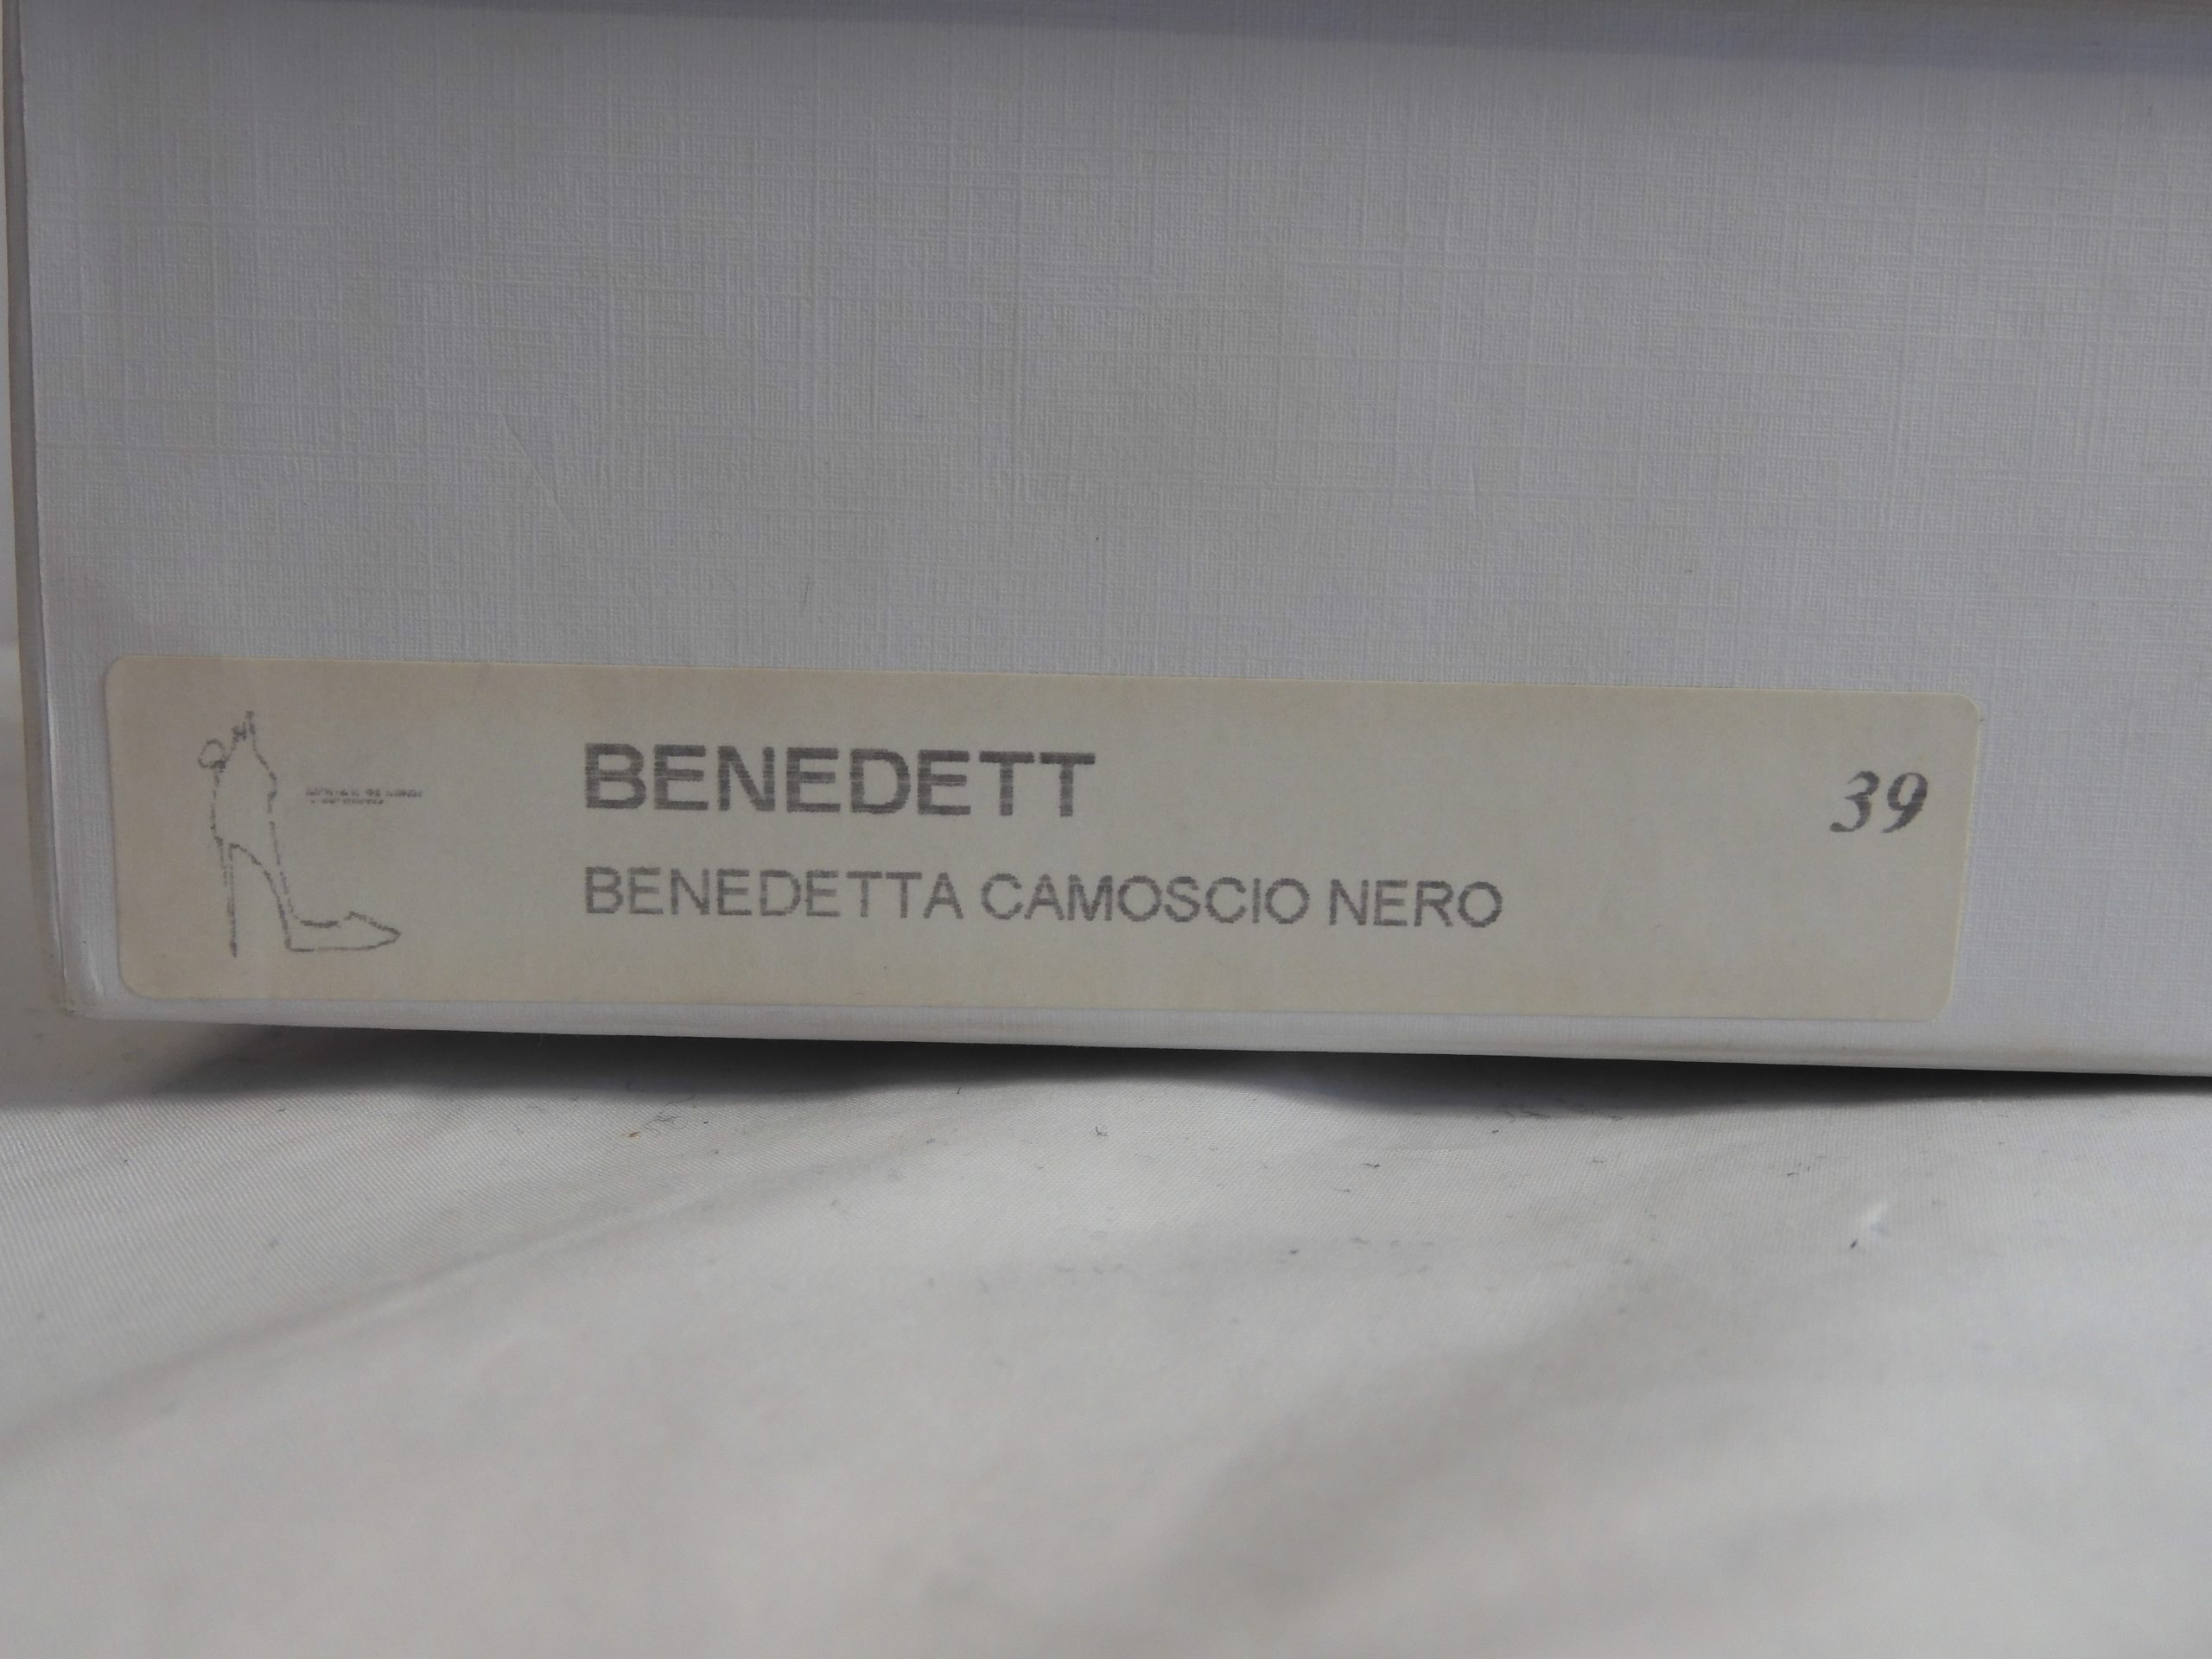 BENEDETT
39
BENEDETTA CAMOSCIO NERO